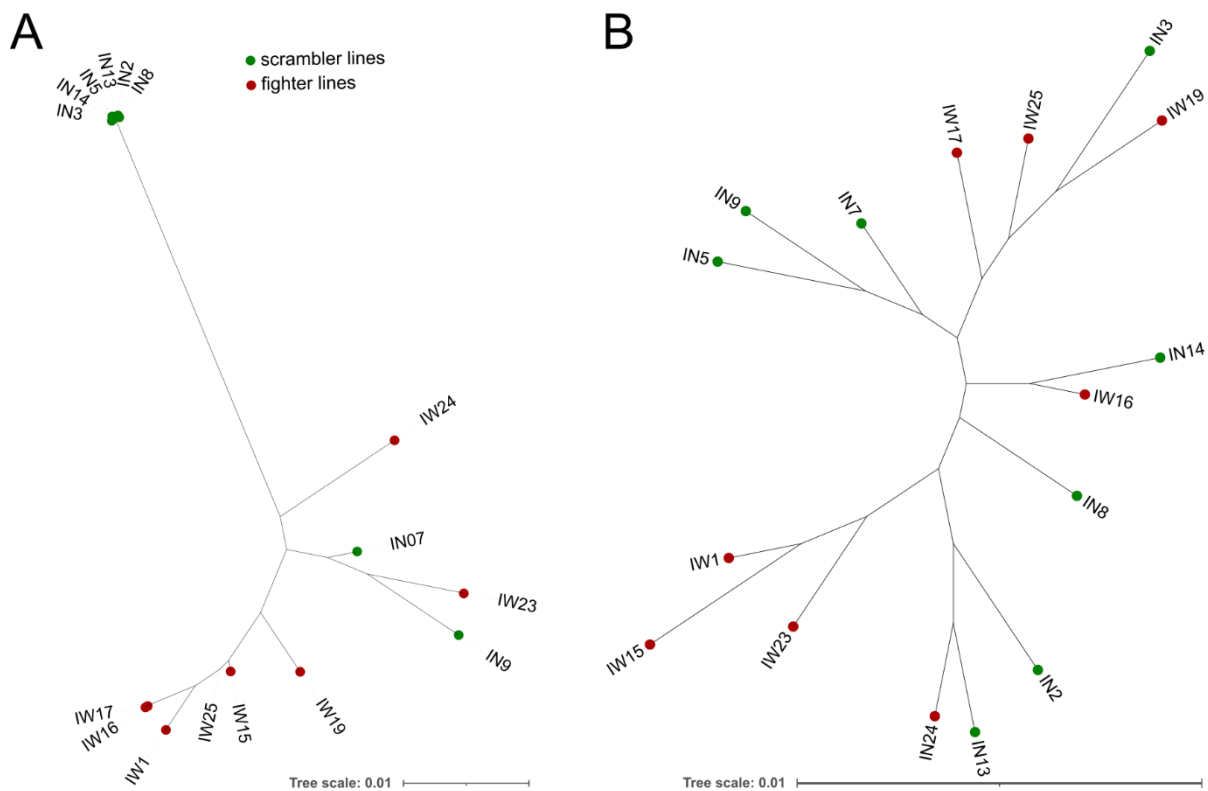 A
scrambler lines
fighter lines
IN3
IN14
IN5
IN13
IN2
IN8
IW24
IN07
IW23
IN9
IW19
IW15
IW25
IW17
IW16
IW1
Tree scale: 0.01
B
IN3
IW19
IW25
IW17
IN7
IN9
IN5
IN14
IW16
IN8
IW1
IW15
IW23
IN2
IN24
IN13
Tree scale: 0.01